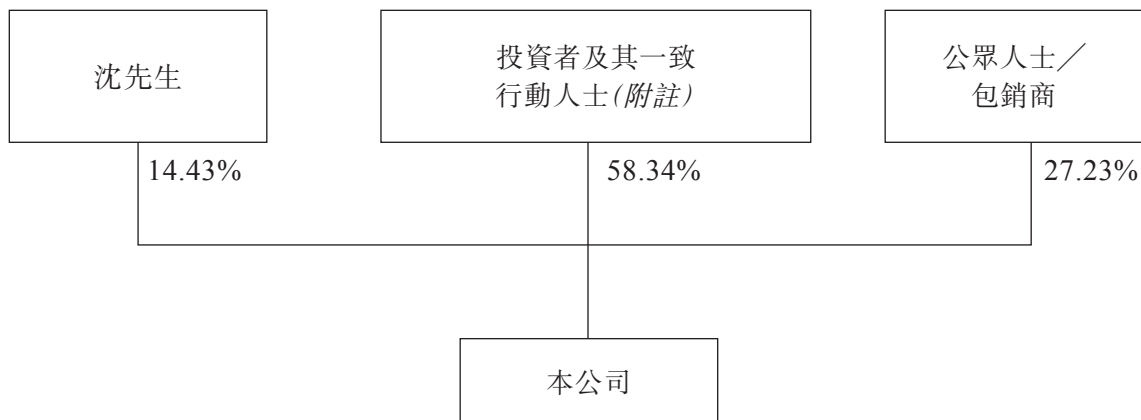 沈先生
投資者及其一致
行動人士(附註)
公眾人士／
包銷商
14.43%
58.34%
27.23%
本公司